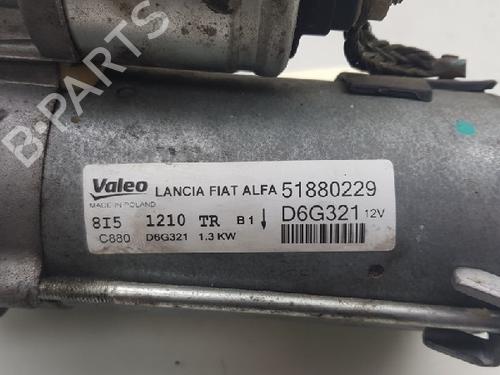 B-PARTS
Valeo LANCIA FIAT ALFA 51880229
MADE IN POLAND
8I5 1210 TR B1 D6G321 12V
C880 D6G321 1.3 KW